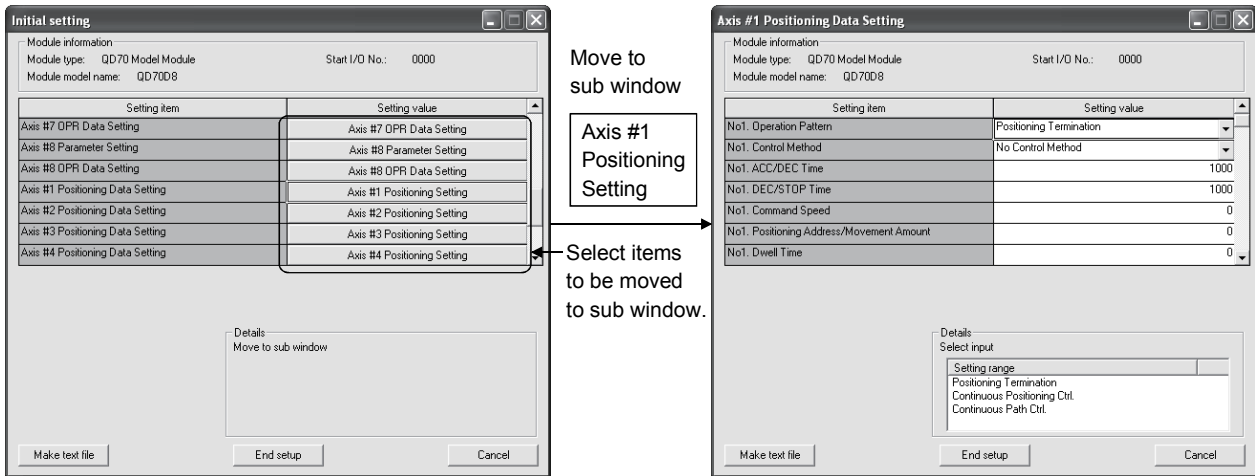 Initial setting
Module information
Module type: QD70 Model Module
Start I/O No.: 0000
Module model name: QD70D8
Setting item
Setting value
Axis #7 OPR Data Setting
Axis #7 OPR Data Setting
Axis #8 Parameter Setting
Axis #8 Parameter Setting
Axis #8 OPR Data Setting
Axis #8 OPR Data Setting
Axis #1 Positioning Data Setting
Axis #1 Positioning Setting
Axis #2 Positioning Data Setting
Axis #2 Positioning Setting
Axis #3 Positioning Data Setting
Axis #3 Positioning Setting
Axis #4 Positioning Data Setting
Axis #4 Positioning Setting
Details
Move to sub window
Make text file
End setup
Cancel
Move to
sub window
Axis #1
Positioning
Setting
Select items
to be moved
to sub window.
Axis #1 Positioning Data Setting
Module information
Module type: QD70 Model Module
Start I/O No.: 0000
Module model name: QD70D8
Setting item
Setting value
No1. Operation Pattern
Positioning Termination
No1. Control Method
No Control Method
No1. ACC/DEC Time
1000
No1. DEC/STOP Time
1000
No1. Command Speed
0
No1. Positioning Address/Movement Amount
0
No1. Dwell Time
0
Details
Select input
Setting range
Positioning Termination
Continuous Positioning Ctrl.
Continuous Path Ctrl.
Make text file
End setup
Cancel